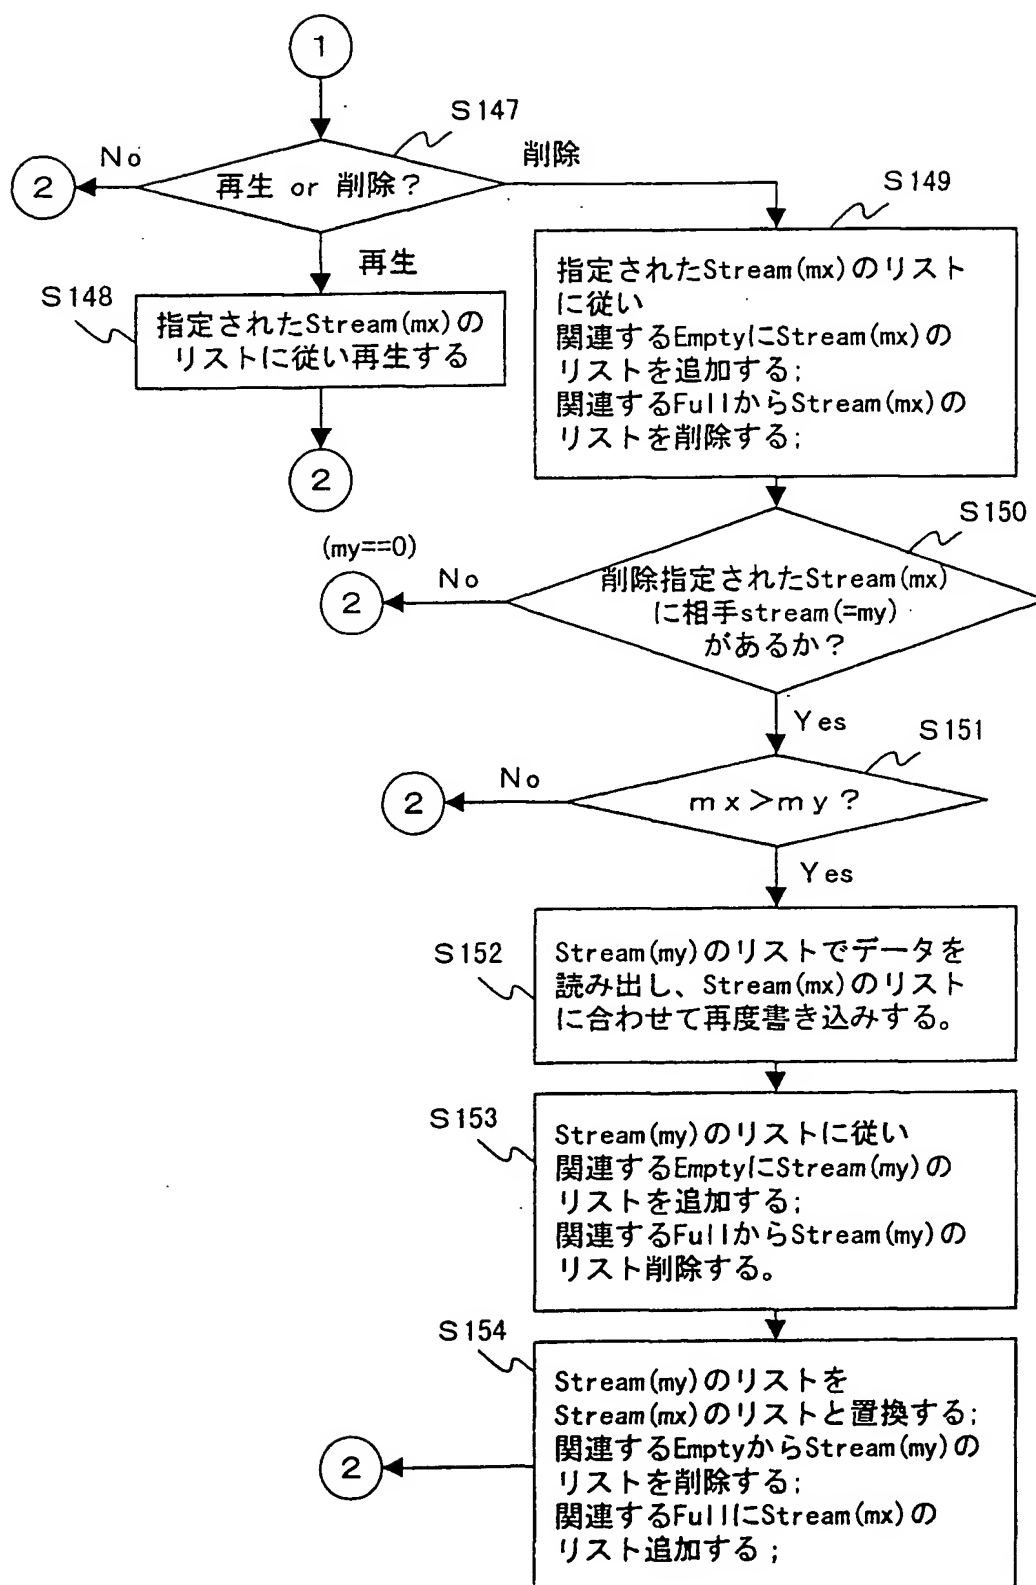 1
S147
No
削除
2
再生 or 削除？
S149
再生
S148
指定されたStream(mx)の
リストに従い再生する
指定されたStream(mx)のリスト
に従い
関連するEmptyにStream(mx)の
リストを追加する;
関連するFullからStream(mx)の
リストを削除する;
2
S150
(my==0)
No
2
削除指定されたStream(mx)
に相手stream(=my)
があるか？
Yes
S151
No
2
mx＞my？
Yes
S152
Stream(my)のリストでデータを
読み出し、Stream(mx)のリスト
に合わせて再度書き込みする。
S153
Stream(my)のリストに従い
関連するEmptyにStream(my)の
リストを追加する;
関連するFullからStream(my)の
リスト削除する。
S154
Stream(my)のリストを
Stream(mx)のリストと置換する;
関連するEmptyからStream(my)の
リストを削除する;
関連するFullにStream(mx)の
リスト追加する;
2